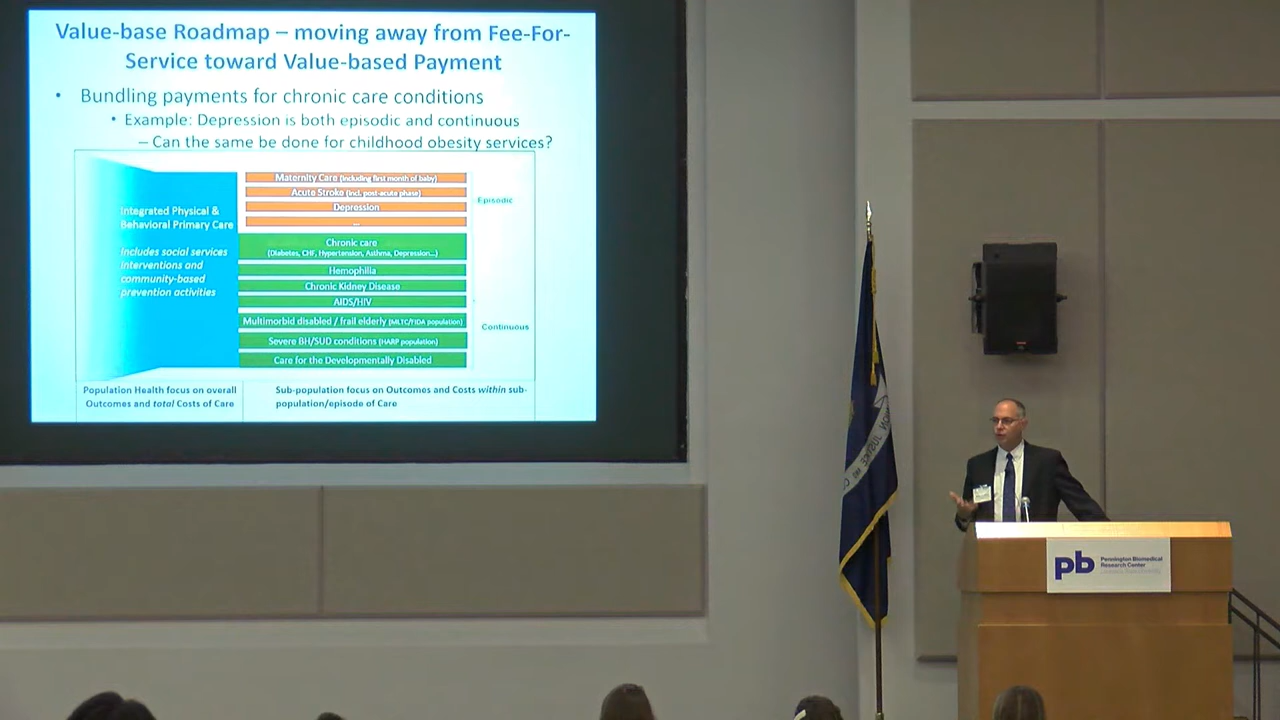 Value-base Roadmap – moving away from Fee-For-
Service toward Value-based Payment
• Bundling payments for chronic care conditions
• Example: Depression is both episodic and continuous
– Can the same be done for childhood obesity services?
Integrated Physical &
Behavioral Primary Care
Includes social services
interventions and
community-based
prevention activities
Maternity Care (including first month of baby)
Acute Stroke (incl. post-acute phase)
Depression
...
Episodic
Chronic care
(Diabetes, CHF, Hypertension, Asthma, Depression...)
Hemophilia
Chronic Kidney Disease
AIDS/HIV
Multimorbid disabled / frail elderly (MLTC/FIDA population)
Severe BH/SUD conditions (HARP population)
Care for the Developmentally Disabled
Continuous
Population Health focus on overall
Outcomes and total Costs of Care
Sub-population focus on Outcomes and Costs within sub-
population/episode of Care
JUSTICE AND
pb
Pennington Biomedical
Research Center